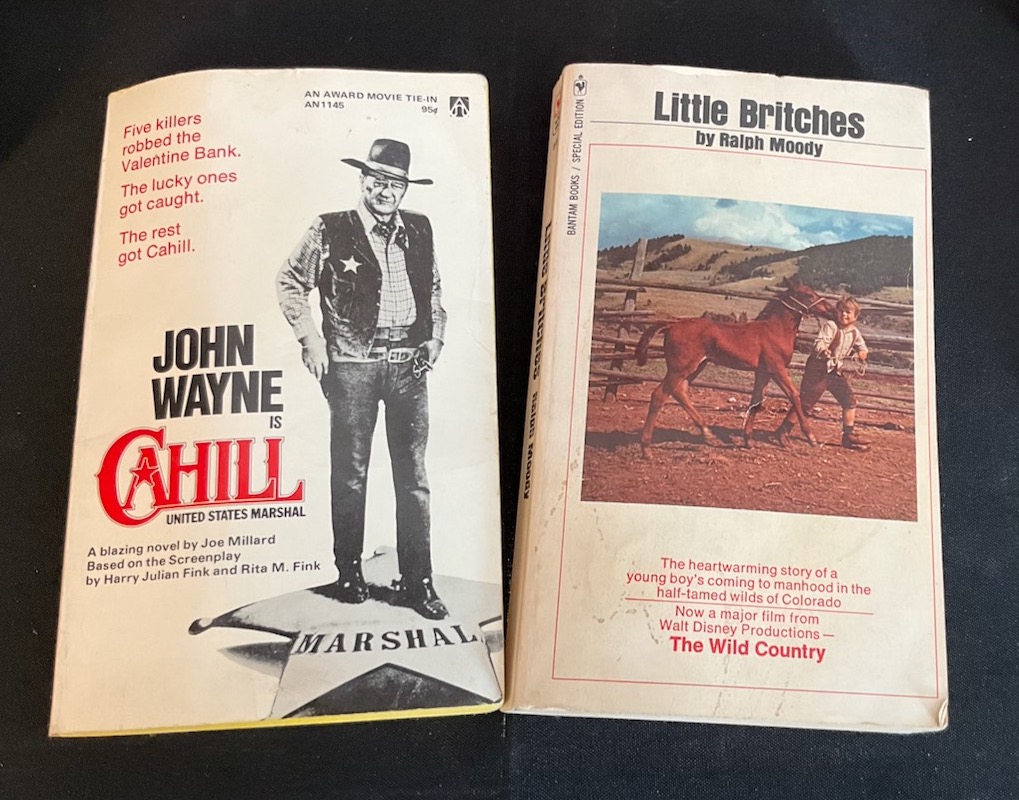 AN AWARD MOVIE TIE-IN
AN1145 95¢
Five killers
robbed the
Valentine Bank.
The lucky ones
got caught.
The rest
got Cahill.
JOHN
WAYNE
IS
CAHILL
UNITED STATES MARSHAL
A blazing novel by Joe Millard
Based on the Screenplay
by Harry Julian Fink and Rita M. Fink
MARSHAL
BANTAM BOOKS / SPECIAL EDITION
Little Britches
by Ralph Moody
LITTLE BRITCHES Ralph Moody
The heartwarming story of a
young boy's coming to manhood in the
half-tamed wilds of Colorado
Now a major film from
Walt Disney Productions—
The Wild Country